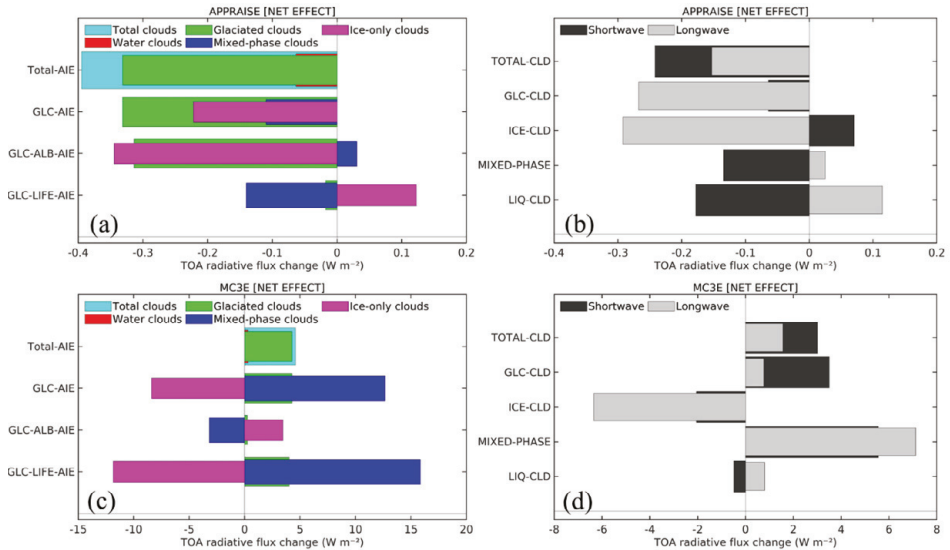 APPRAISE [NET EFFECT]
Total clouds Glaciated clouds Ice-only clouds
Water clouds Mixed-phase clouds
Total-AIE
GLC-AIE
GLC-ALB-AIE
GLC-LIFE-AIE
(a)
-0.4 -0.3 -0.2 -0.1 0 0.1 0.2
TOA radiative flux change (W m⁻²)
APPRAISE [NET EFFECT]
Shortwave Longwave
TOTAL-CLD
GLC-CLD
ICE-CLD
MIXED-PHASE
LIQ-CLD
(b)
-0.4 -0.3 -0.2 -0.1 0 0.1 0.2
TOA radiative flux change (W m⁻²)
MC3E [NET EFFECT]
Total clouds Glaciated clouds Ice-only clouds
Water clouds Mixed-phase clouds
Total-AIE
GLC-AIE
GLC-ALB-AIE
GLC-LIFE-AIE
(c)
-15 -10 -5 0 5 10 15 20
TOA radiative flux change (W m⁻²)
MC3E [NET EFFECT]
Shortwave Longwave
TOTAL-CLD
GLC-CLD
ICE-CLD
MIXED-PHASE
LIQ-CLD
(d)
-8 -6 -4 -2 0 2 4 6 8
TOA radiative flux change (W m⁻²)